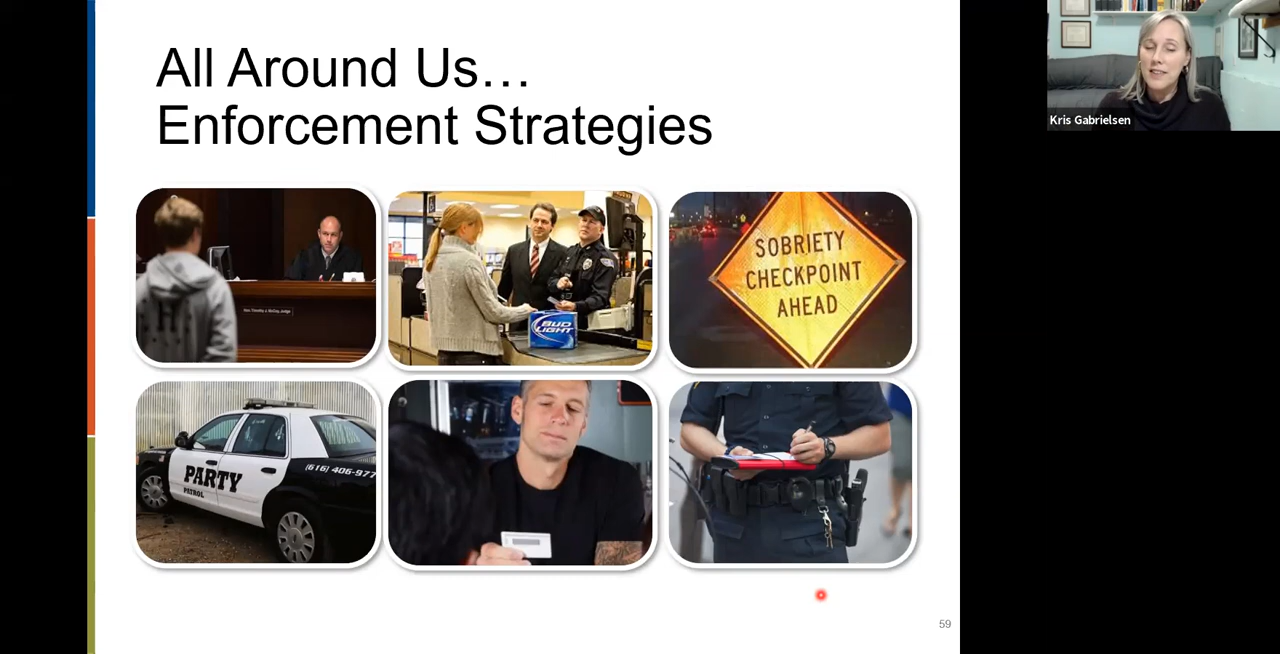 All Around Us…
Enforcement Strategies
Kris Gabrielsen
BUD
LIGHT
SOBRIETY
CHECKPOINT
AHEAD
PARTY
PATROL
(616) 406-977
59